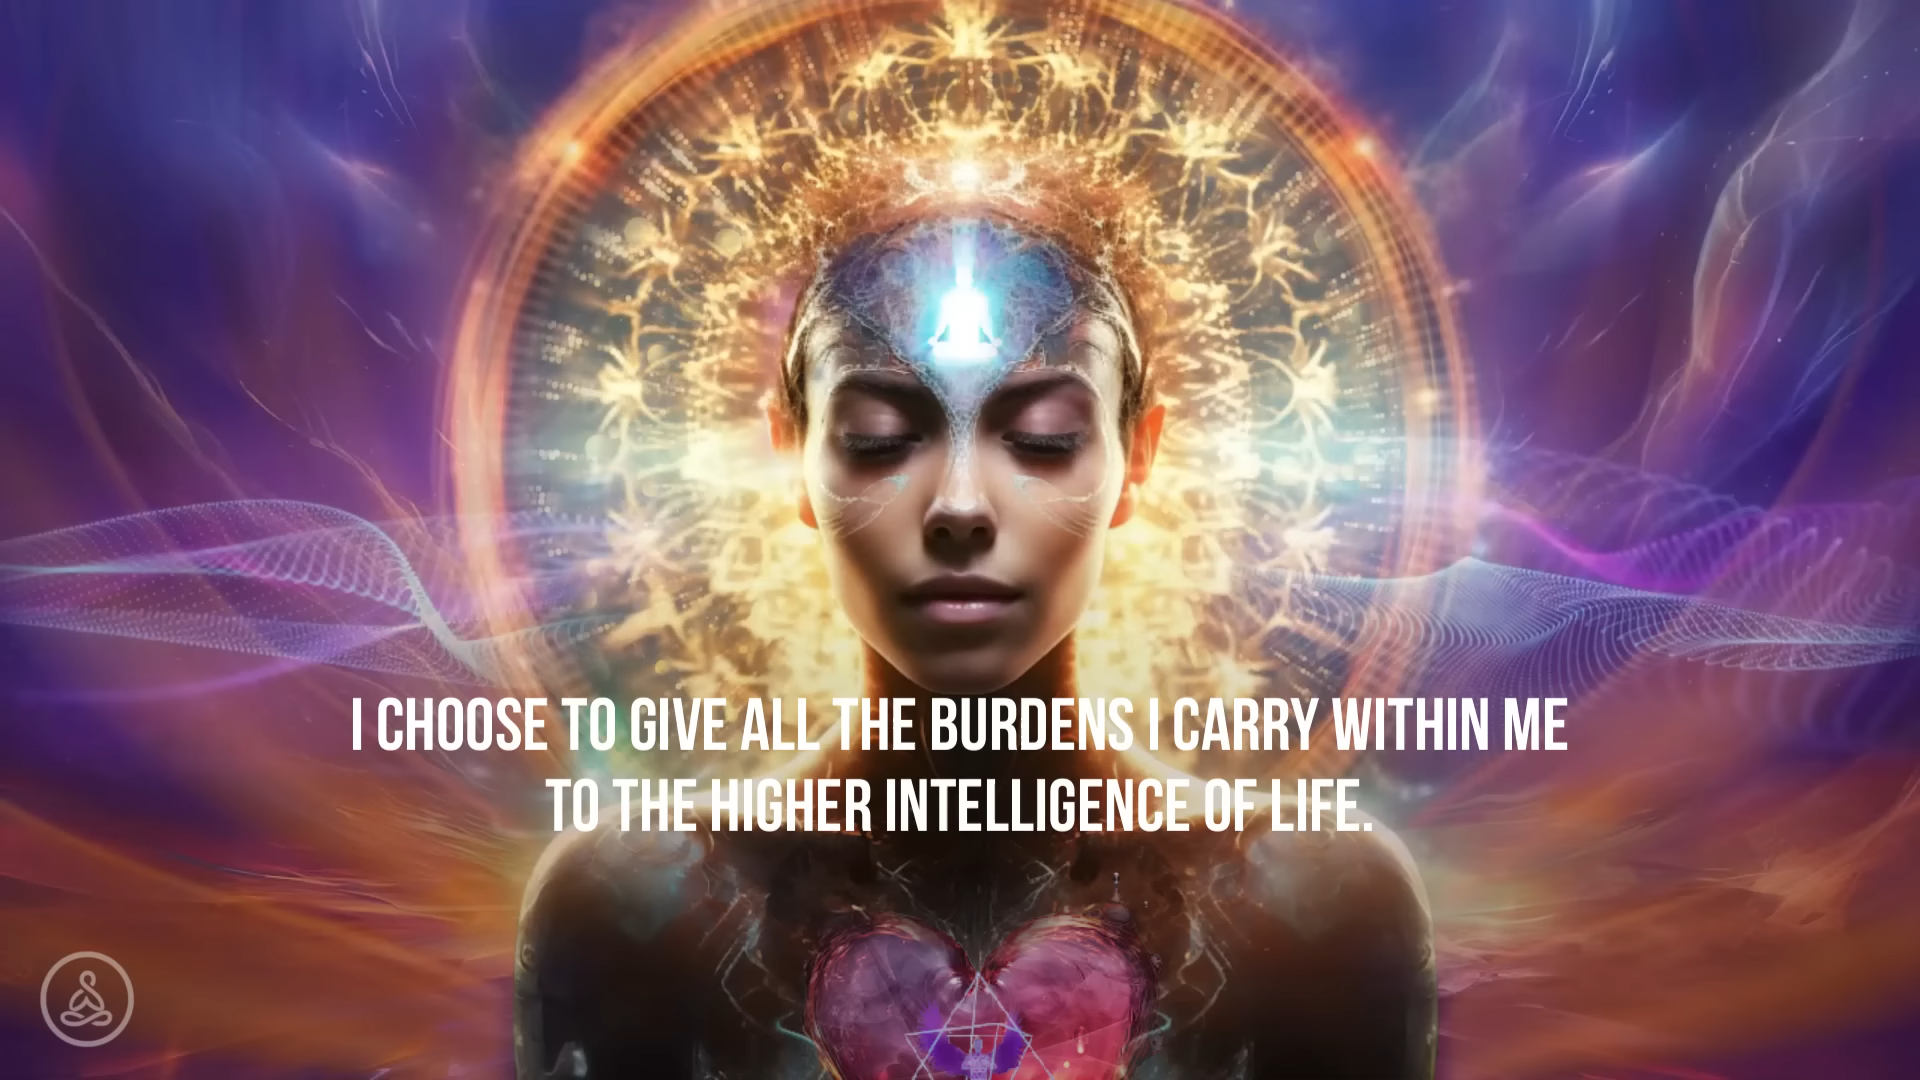 I CHOOSE TO GIVE ALL THE BURDENS I CARRY WITHIN ME
TO THE HIGHER INTELLIGENCE OF LIFE.